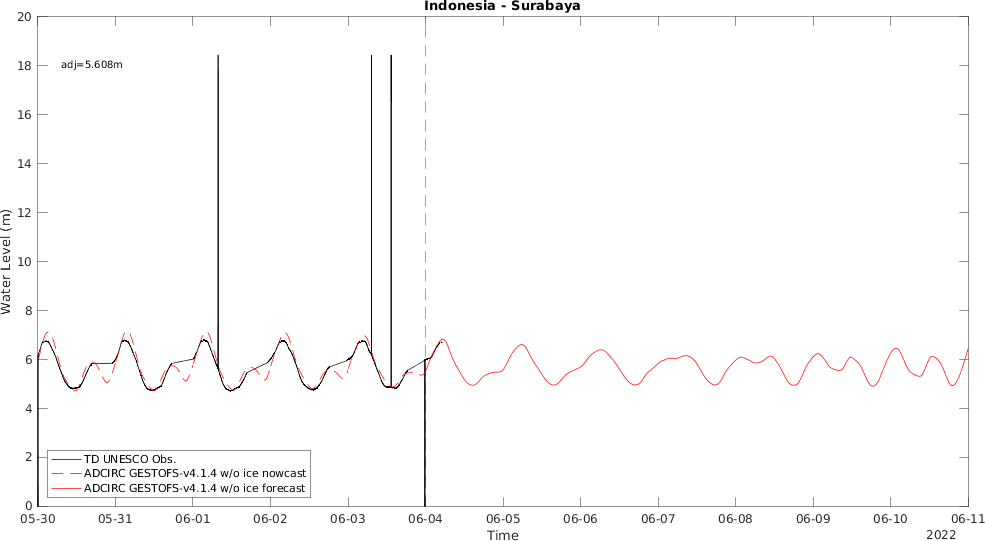 Indonesia - Surabaya
20
18
16
14
12
10
8
6
4
2
0
Water Level (m)
adj=5.608m
TD UNESCO Obs.
ADCIRC GESTOFS-v4.1.4 w/o ice nowcast
ADCIRC GESTOFS-v4.1.4 w/o ice forecast
05-30 05-31 06-01 06-02 06-03 06-04 06-05 06-06 06-07 06-08 06-09 06-10 06-11
Time
2022